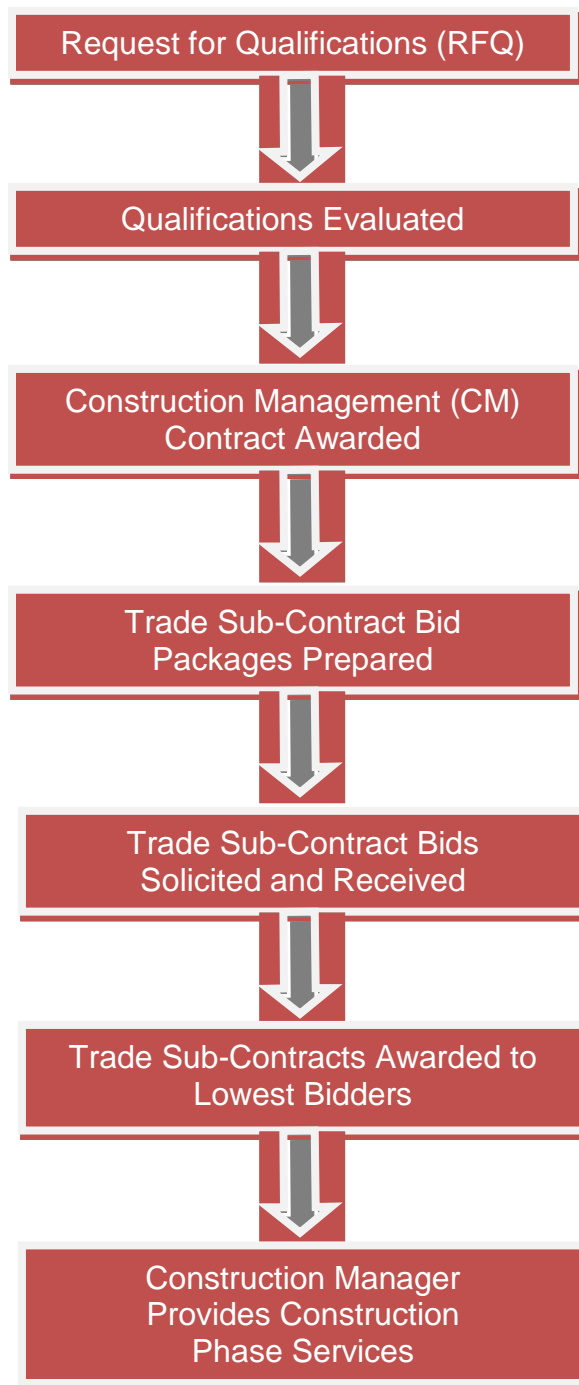 Request for Qualifications (RFQ)
Qualifications Evaluated
Construction Management (CM)
Contract Awarded
Trade Sub-Contract Bid
Packages Prepared
Trade Sub-Contract Bids
Solicited and Received
Trade Sub-Contracts Awarded to
Lowest Bidders
Construction Manager
Provides Construction
Phase Services